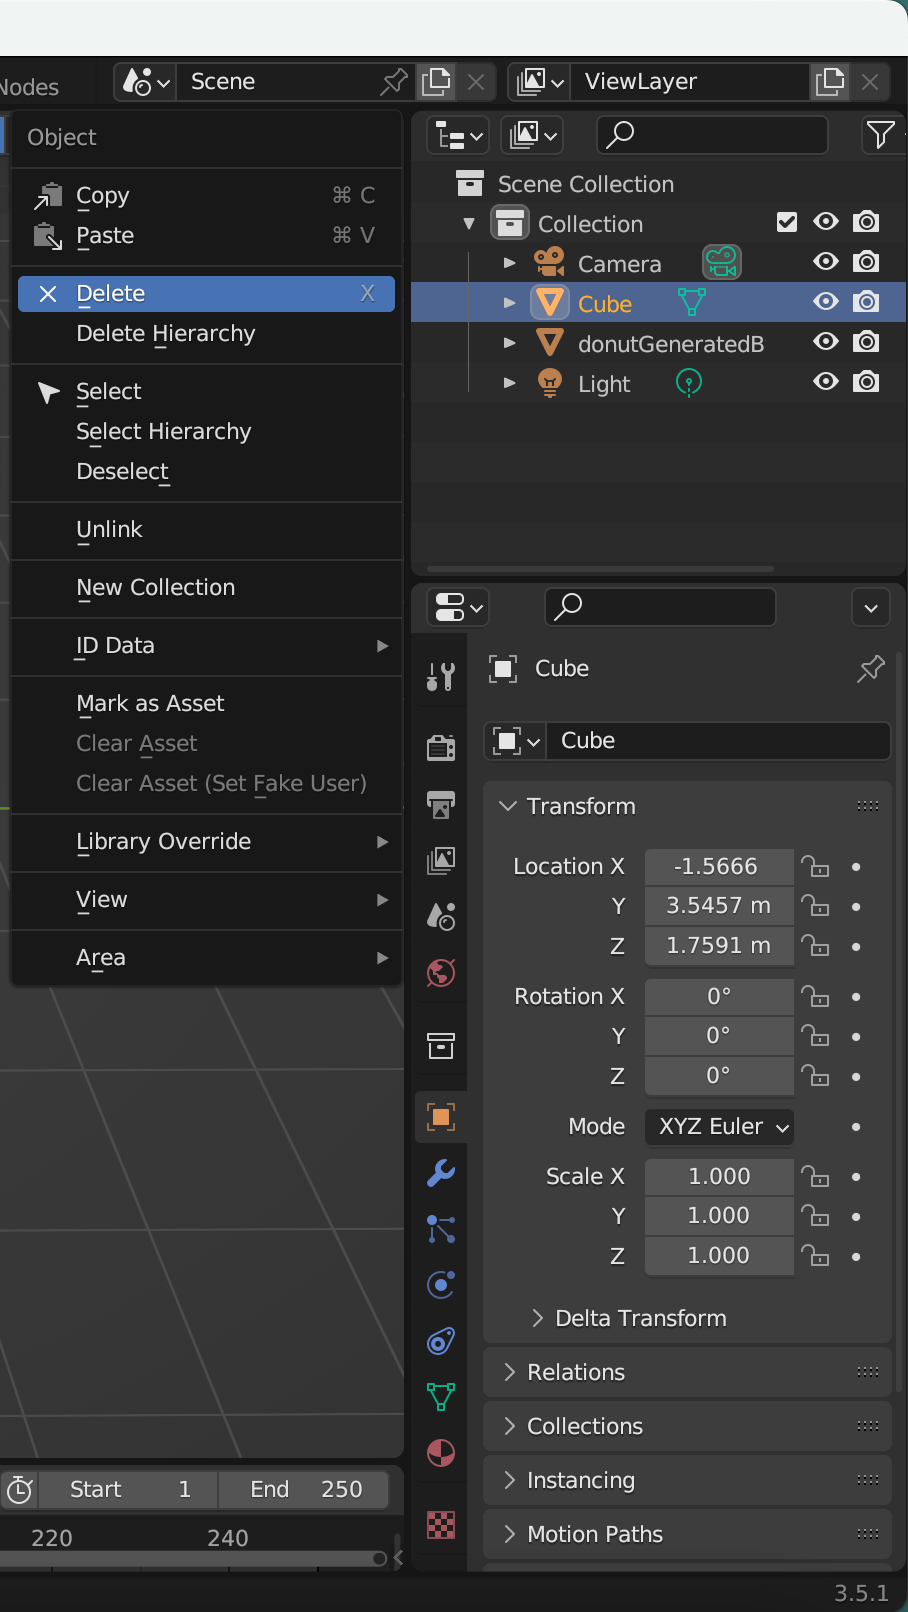 Nodes
Scene
ViewLayer
Object
Copy ⌘ C
Paste ⌘ V
Delete X
Delete Hierarchy
Select
Select Hierarchy
Deselect
Unlink
New Collection
ID Data
Mark as Asset
Clear Asset
Clear Asset (Set Fake User)
Library Override
View
Area
Scene Collection
Collection
Camera
Cube
donutGeneratedB
Light
Cube
Cube
Transform
Location X -1.5666
Y 3.5457 m
Z 1.7591 m
Rotation X 0°
Y 0°
Z 0°
Mode XYZ Euler
Scale X 1.000
Y 1.000
Z 1.000
Delta Transform
Relations
Collections
Instancing
Motion Paths
Start 1 End 250
220 240
3.5.1